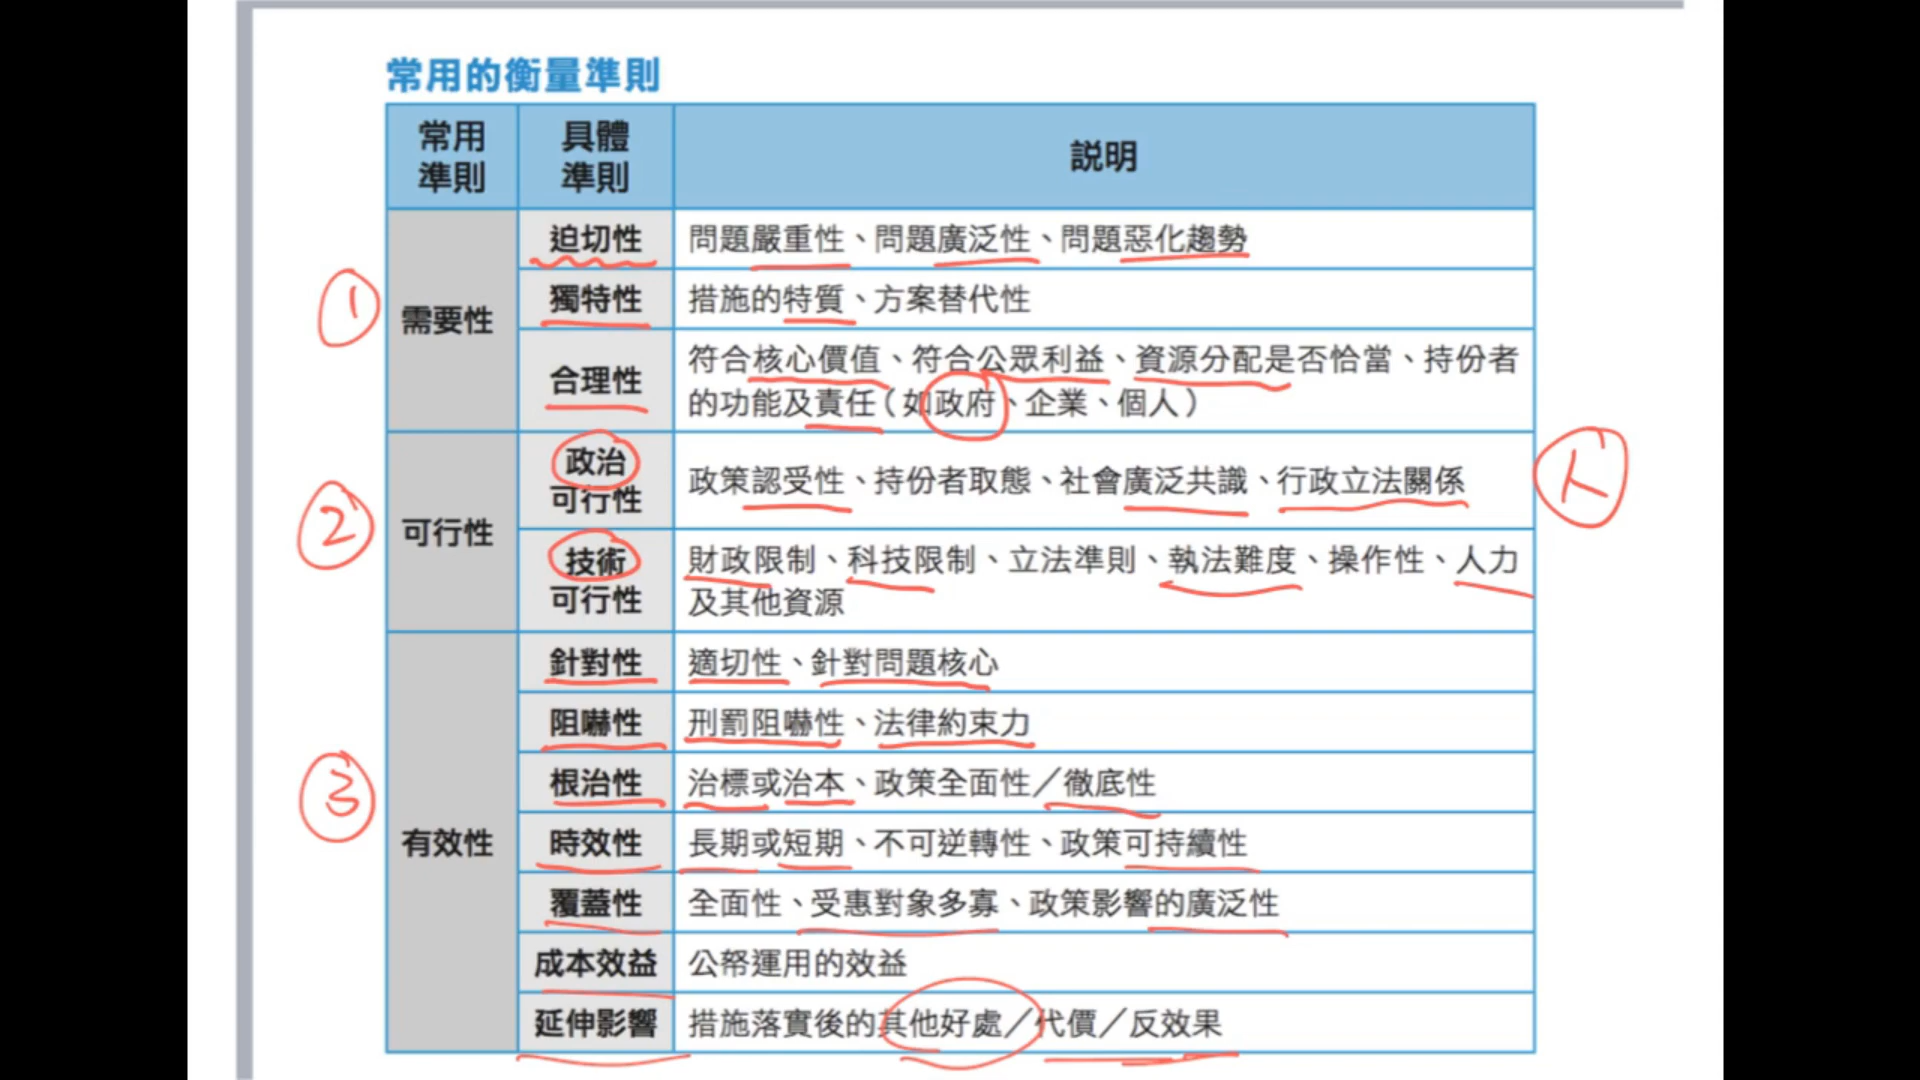 常用的衡量準則
常用
準則
具體
準則
説明
需要性
迫切性
問題嚴重性、問題廣泛性、問題惡化趨勢
獨特性
措施的特質、方案替代性
合理性
符合核心價值、符合公眾利益、資源分配是否恰當、持份者
的功能及責任（如政府、企業、個人）
可行性
政治
可行性
政策認受性、持份者取態、社會廣泛共識、行政立法關係
技術
可行性
財政限制、科技限制、立法準則、執法難度、操作性、人力
及其他資源
有效性
針對性
適切性、針對問題核心
阻嚇性
刑罰阻嚇性、法律約束力
根治性
治標或治本、政策全面性／徹底性
時效性
長期或短期、不可逆轉性、政策可持續性
覆蓋性
全面性、受惠對象多寡、政策影響的廣泛性
成本效益
公帑運用的效益
延伸影響
措施落實後的其他好處／代價／反效果
1
2
3
人